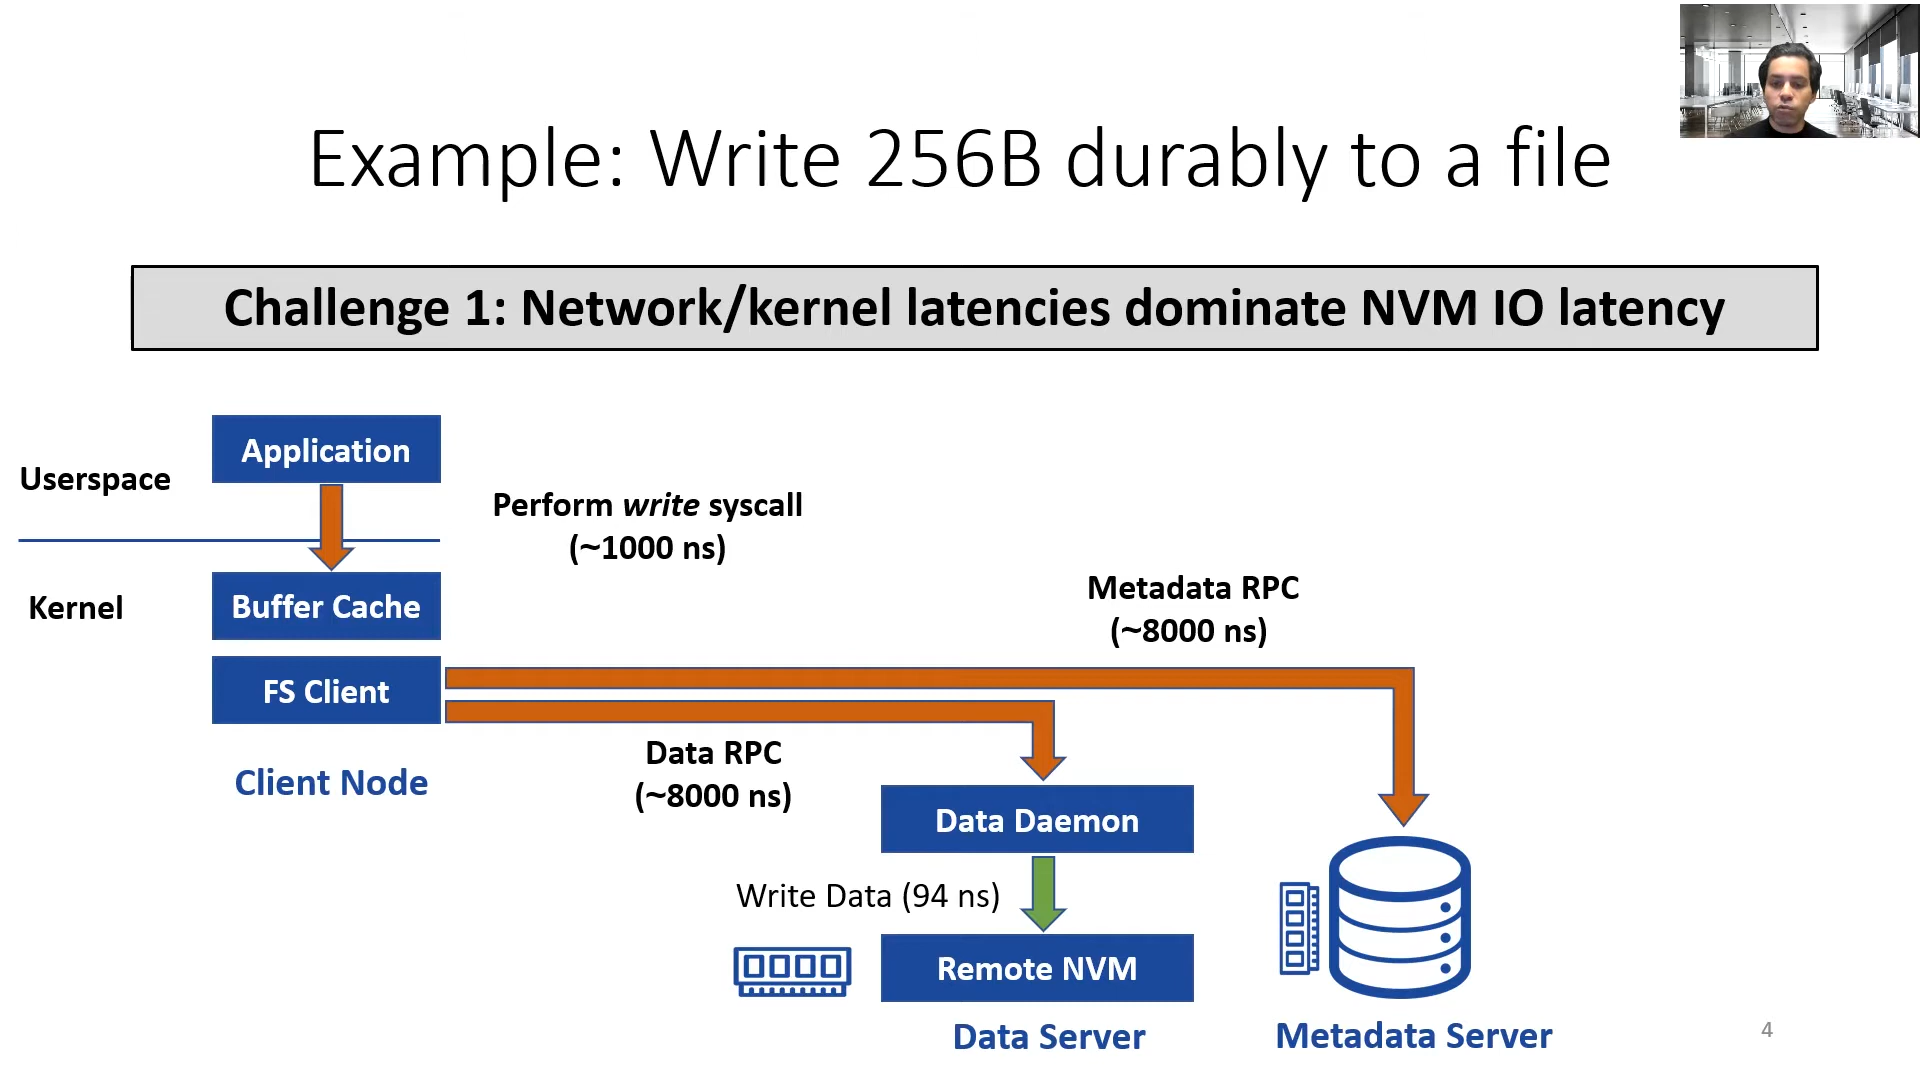 Example: Write 256B durably to a file
Challenge 1: Network/kernel latencies dominate NVM IO latency
Application
Userspace
Perform write syscall
(~1000 ns)
Kernel
Buffer Cache
Metadata RPC
(~8000 ns)
FS Client
Data RPC
(~8000 ns)
Client Node
Data Daemon
Write Data (94 ns)
Remote NVM
Data Server
Metadata Server
4